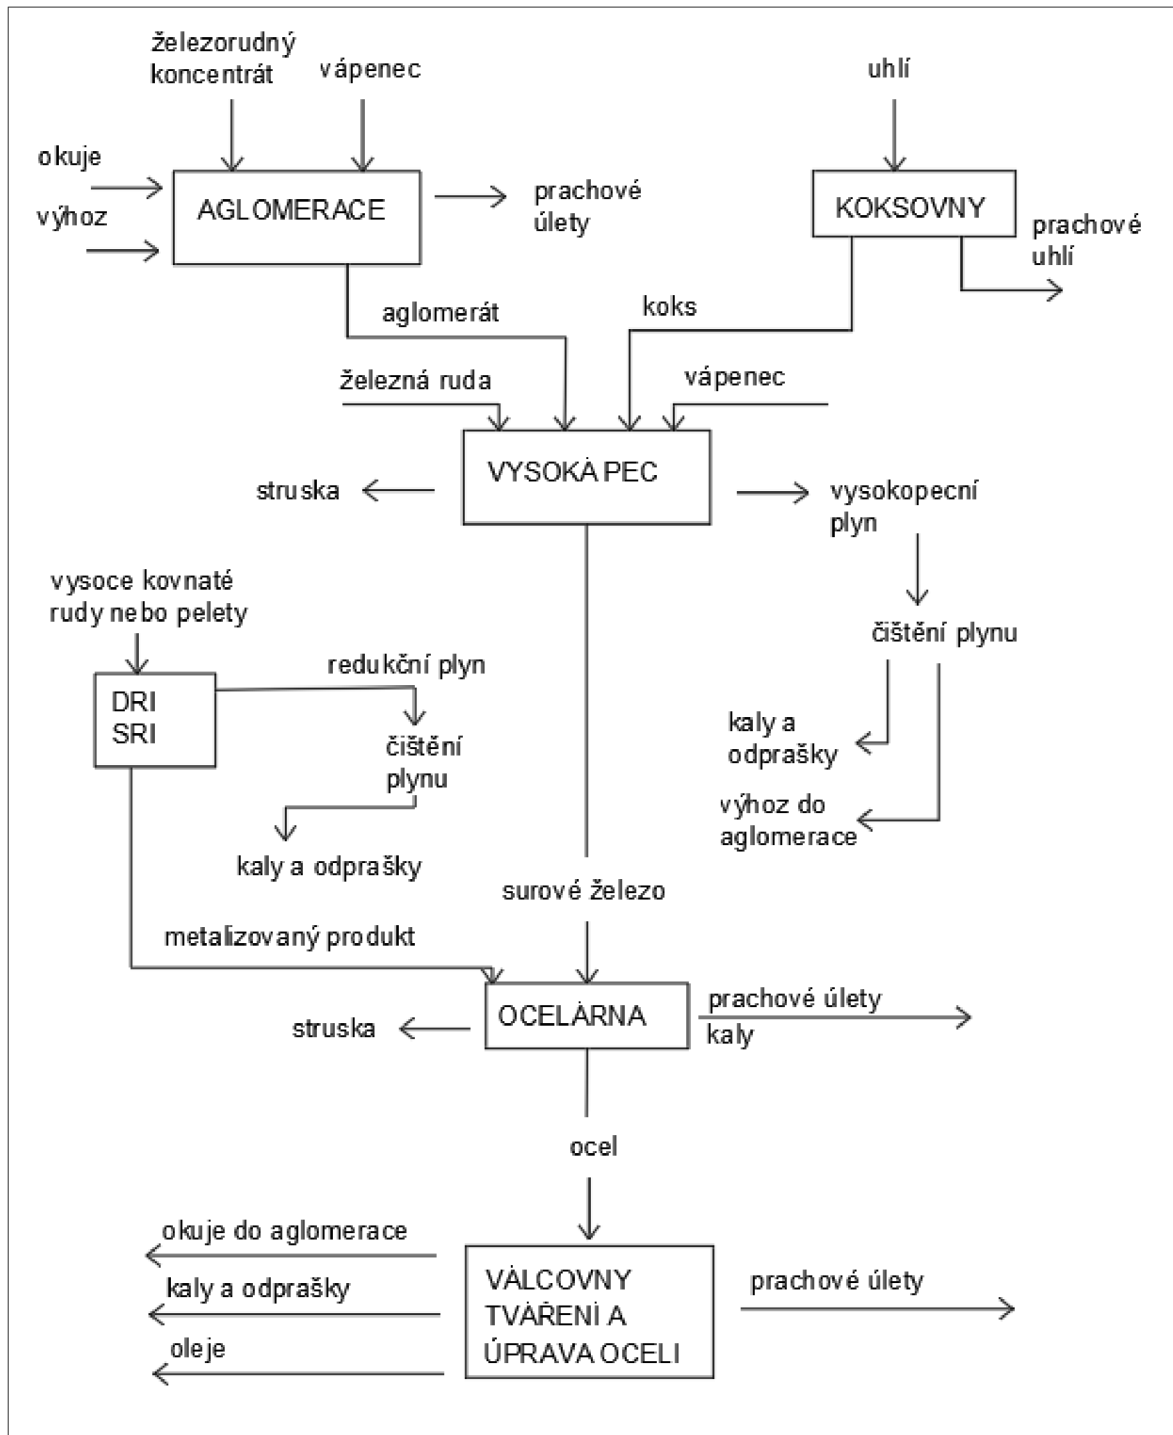 železorudný
koncentrát
vápenec
uhlí
okuje
výhoz
AGLOMERACE
prachové
úlety
KOKSOVNY
prachové
uhlí
aglomerát
koks
železná ruda
vápenec
VYSOKÁ PEC
struska
vysokopecní
plyn
vysoce kovnaté
rudy nebo pelety
čištění plynu
redukční plyn
DRI
SRI
čištění
plynu
kaly a
odprašky
výhoz do
aglomerace
kaly a odprašky
surové železo
metalizovaný produkt
OCELÁRNA
prachové úlety
kaly
struska
ocel
okuje do aglomerace
kaly a odprašky
oleje
VÁLCOVNY
TVÁŘENÍ A
ÚPRAVA OCELI
prachové úlety